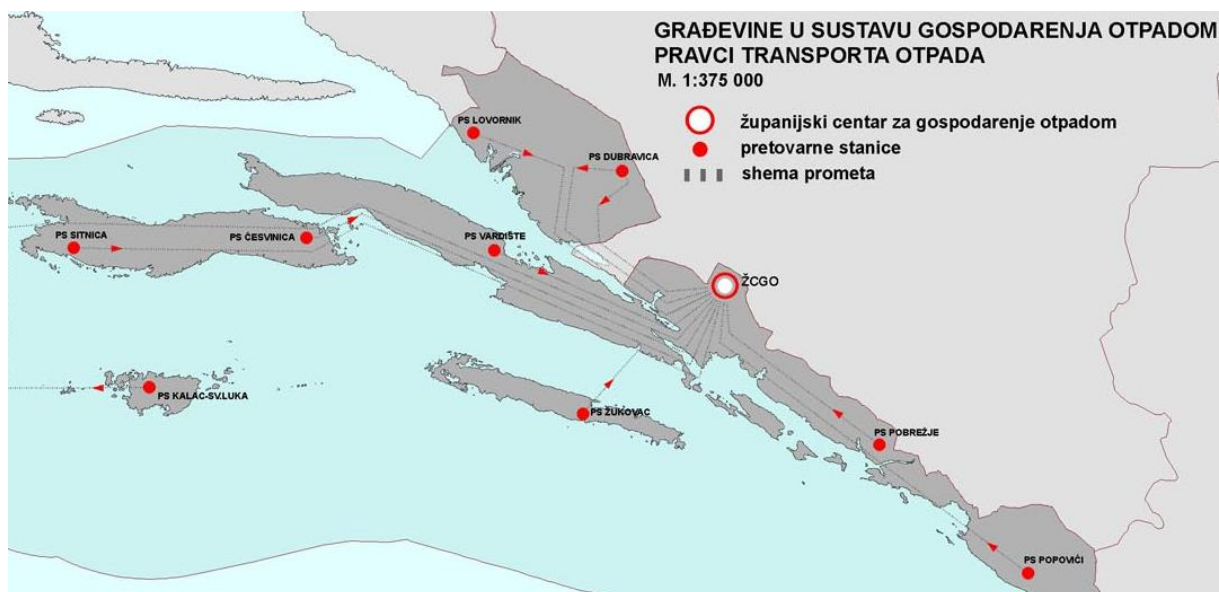 GRAĐEVINE U SUSTAVU GOSPODARENJA OTPADOM
PRAVCI TRANSPORTA OTPADA
M. 1:375 000
županijski centar za gospodarenje otpadom
pretovarne stanice
shema prometa
PS LOVORNIK
PS DUBRAVICA
PS SITNICA
PS ČESVINICA
PS VARDIŠTE
ŽCGO
PS KALAC-SV.LUKA
PS ŽUKOVAC
PS POBREŽJE
PS POPOVIĆI